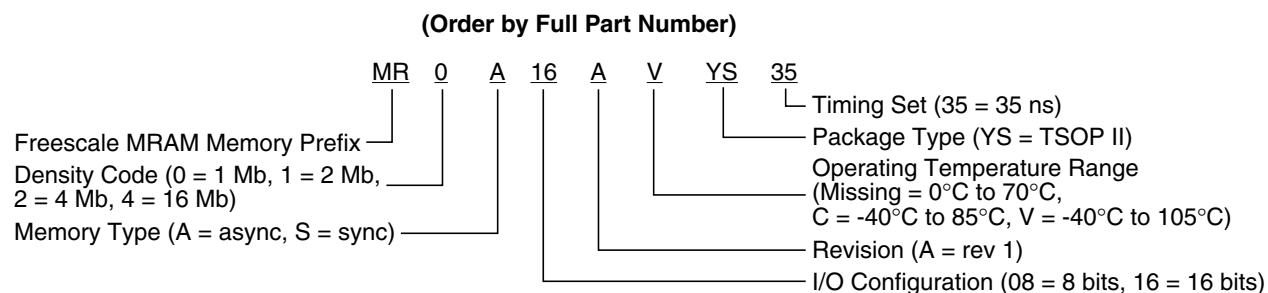 (Order by Full Part Number)
MR 0 A 16 A V YS 35
Timing Set (35 = 35 ns)
Freescale MRAM Memory Prefix
Package Type (YS = TSOP II)
Density Code (0 = 1 Mb, 1 = 2 Mb,
2 = 4 Mb, 4 = 16 Mb)
Operating Temperature Range
(Missing = 0°C to 70°C,
C = -40°C to 85°C, V = -40°C to 105°C)
Memory Type (A = async, S = sync)
Revision (A = rev 1)
I/O Configuration (08 = 8 bits, 16 = 16 bits)